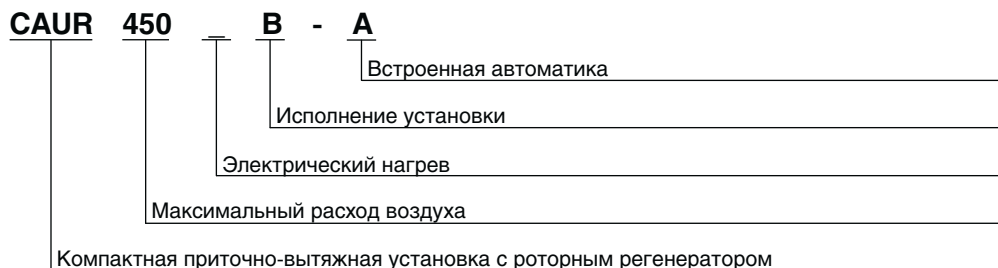 CAUR 450 _ B - A
Встроенная автоматика
Исполнение установки
Электрический нагрев
Максимальный расход воздуха
Компактная приточно-вытяжная установка с роторным регенератором